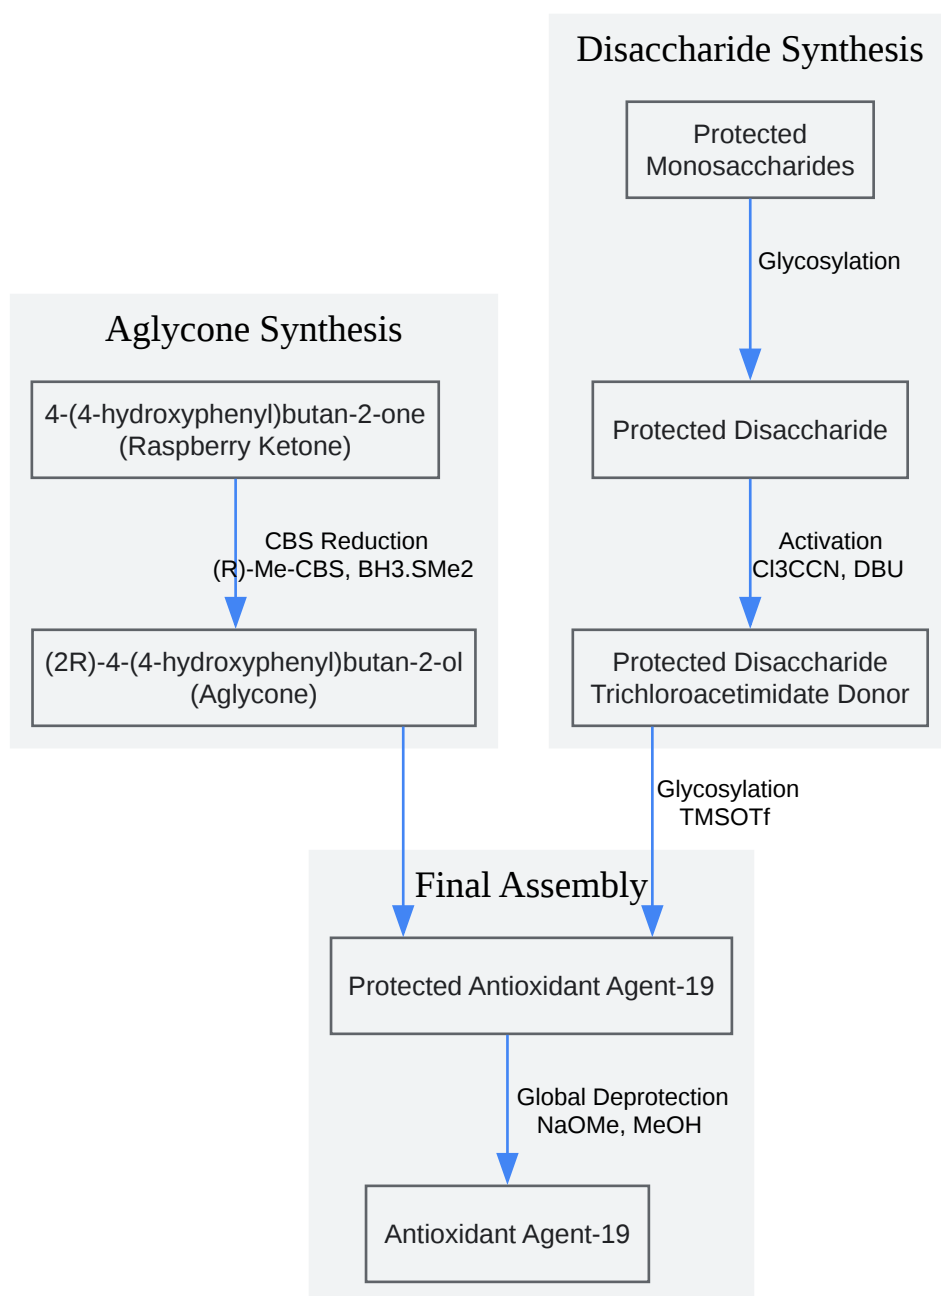 Disaccharide Synthesis
Protected
Monosaccharides
Glycosylation
Protected Disaccharide
Activation
Cl3CCN, DBU
Protected Disaccharide
Trichloroacetimidate Donor
Aglycone Synthesis
4-(4-hydroxyphenyl)butan-2-one
(Raspberry Ketone)
CBS Reduction
(R)-Me-CBS, BH3.SMe2
(2R)-4-(4-hydroxyphenyl)butan-2-ol
(Aglycone)
Glycosylation
TMSOTf
Final Assembly
Protected Antioxidant Agent-19
Global Deprotection
NaOMe, MeOH
Antioxidant Agent-19